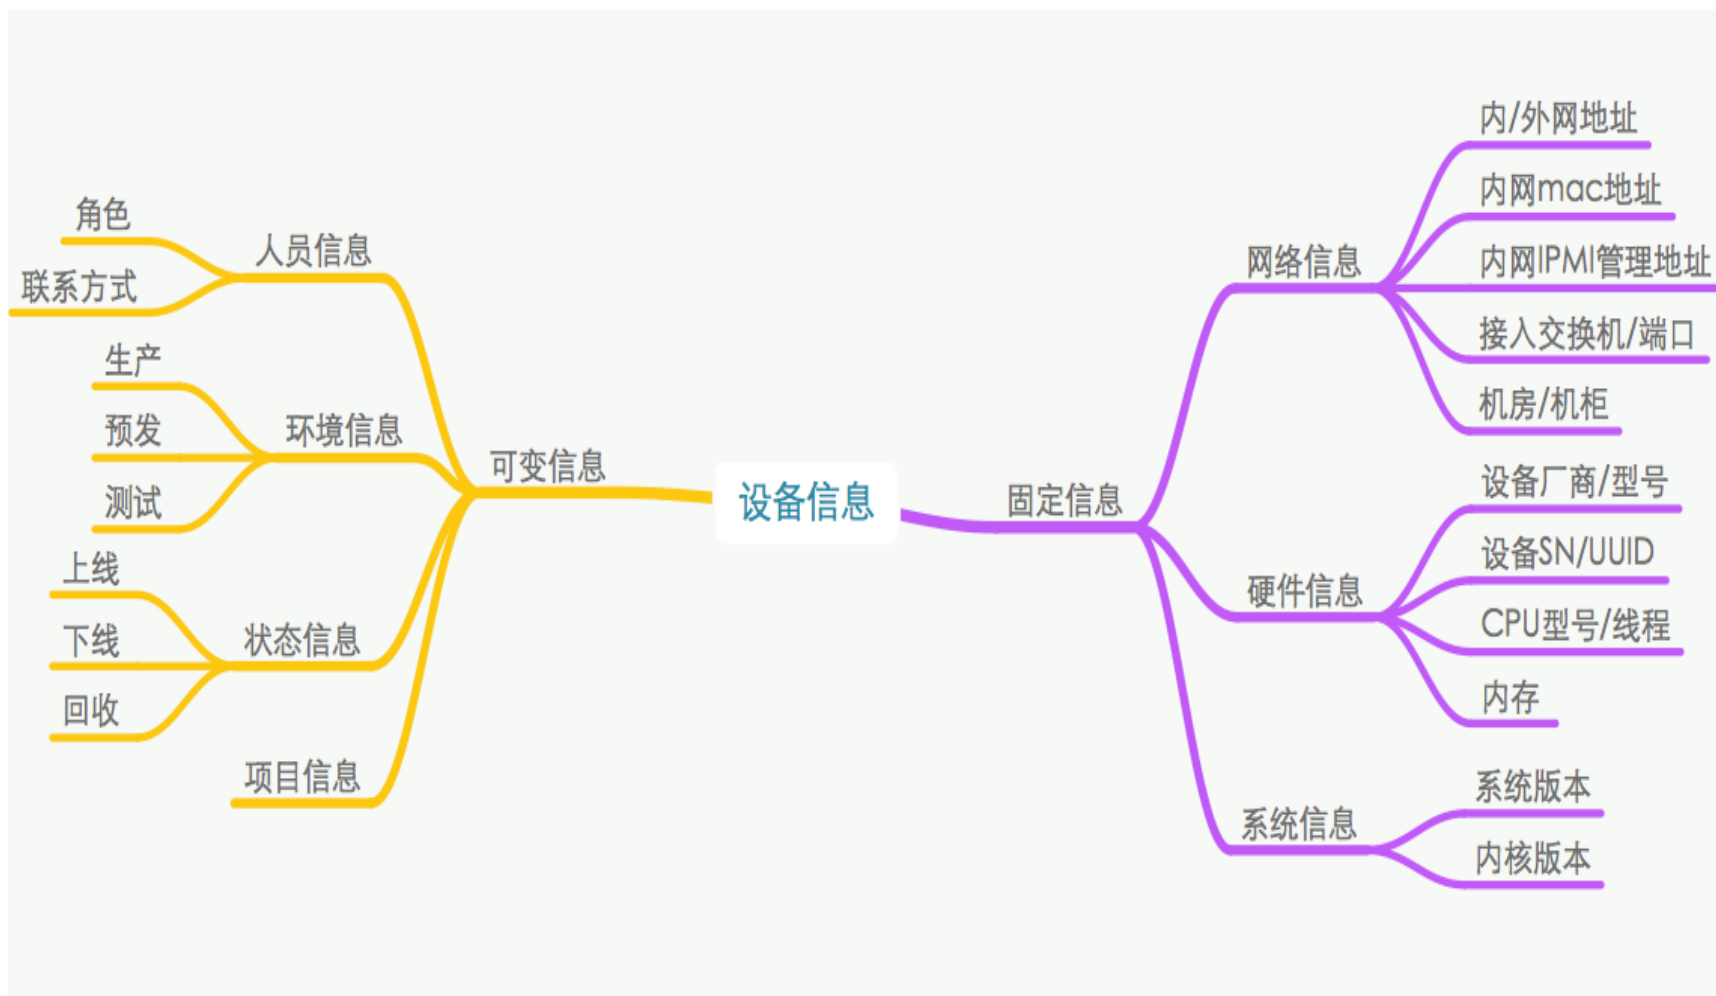 设备信息
可变信息
人员信息
角色
联系方式
环境信息
生产
预发
测试
状态信息
上线
下线
回收
项目信息
固定信息
网络信息
内/外网地址
内网mac地址
内网IPMI管理地址
接入交换机/端口
机房/机柜
硬件信息
设备厂商/型号
设备SN/UUID
CPU型号/线程
内存
系统信息
系统版本
内核版本